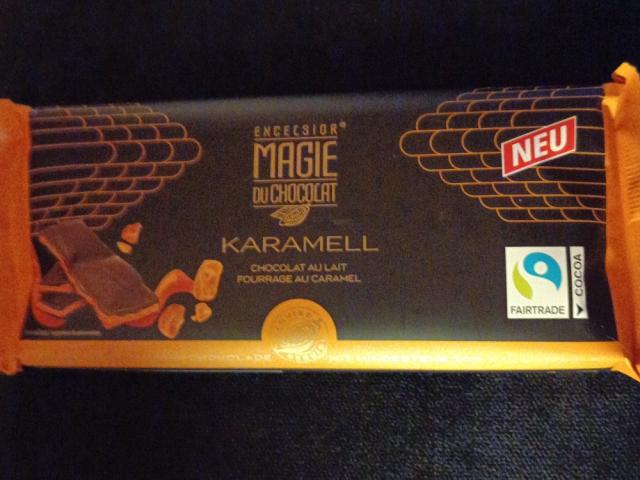 EXCELSIOR®
MAGIE
DU CHOCOLAT
KARAMELL
CHOCOLAT AU LAIT
FOURRAGE AU CARAMEL
NEU
FAIRTRADE
COCOA